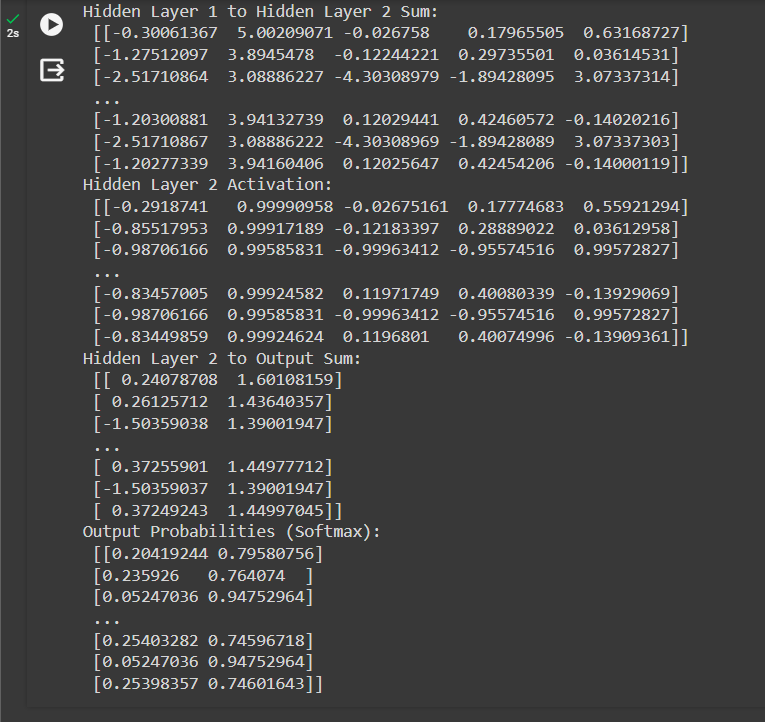 2s
Hidden Layer 1 to Hidden Layer 2 Sum:
[[-0.30061367  5.00209071 -0.026758    0.17965505  0.63168727]
[-1.27512097  3.8945478  -0.12244221  0.29735501  0.03614531]
[-2.51710864  3.08886227 -4.30308979 -1.89428095  3.07337314]
...
[-1.20300881  3.94132739  0.12029441  0.42460572 -0.14020216]
[-2.51710867  3.08886222 -4.30308969 -1.89428089  3.07337303]
[-1.20277339  3.94160406  0.12025647  0.42454206 -0.14000119]]
Hidden Layer 2 Activation:
[[-0.2918741   0.99990958 -0.02675161  0.17774683  0.55921294]
[-0.85517953  0.99917189 -0.12183397  0.28889022  0.03612958]
[-0.98706166  0.99585831 -0.99963412 -0.95574516  0.99572827]
...
[-0.83457005  0.99924582  0.11971749  0.40080339 -0.13929069]
[-0.98706166  0.99585831 -0.99963412 -0.95574516  0.99572827]
[-0.83449859  0.99924624  0.1196801   0.40074996 -0.13909361]]
Hidden Layer 2 to Output Sum:
[[ 0.24078708  1.60108159]
[ 0.26125712  1.43640357]
[-1.50359038  1.39001947]
...
[ 0.37255901  1.44977712]
[-1.50359037  1.39001947]
[ 0.37249243  1.44997045]]
Output Probabilities (Softmax):
[[0.20419244 0.79580756]
[0.235926   0.764074  ]
[0.05247036 0.94752964]
...
[0.25403282 0.74596718]
[0.05247036 0.94752964]
[0.25398357 0.74601643]]